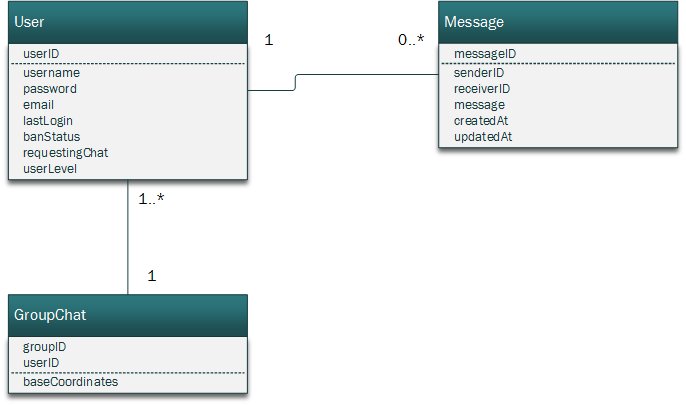 User
userID
username
password
email
lastLogin
banStatus
requestingChat
userLevel
1
0..*
Message
messageID
senderID
receiverID
message
createdAt
updatedAt
1..*
1
GroupChat
groupID
userID
baseCoordinates